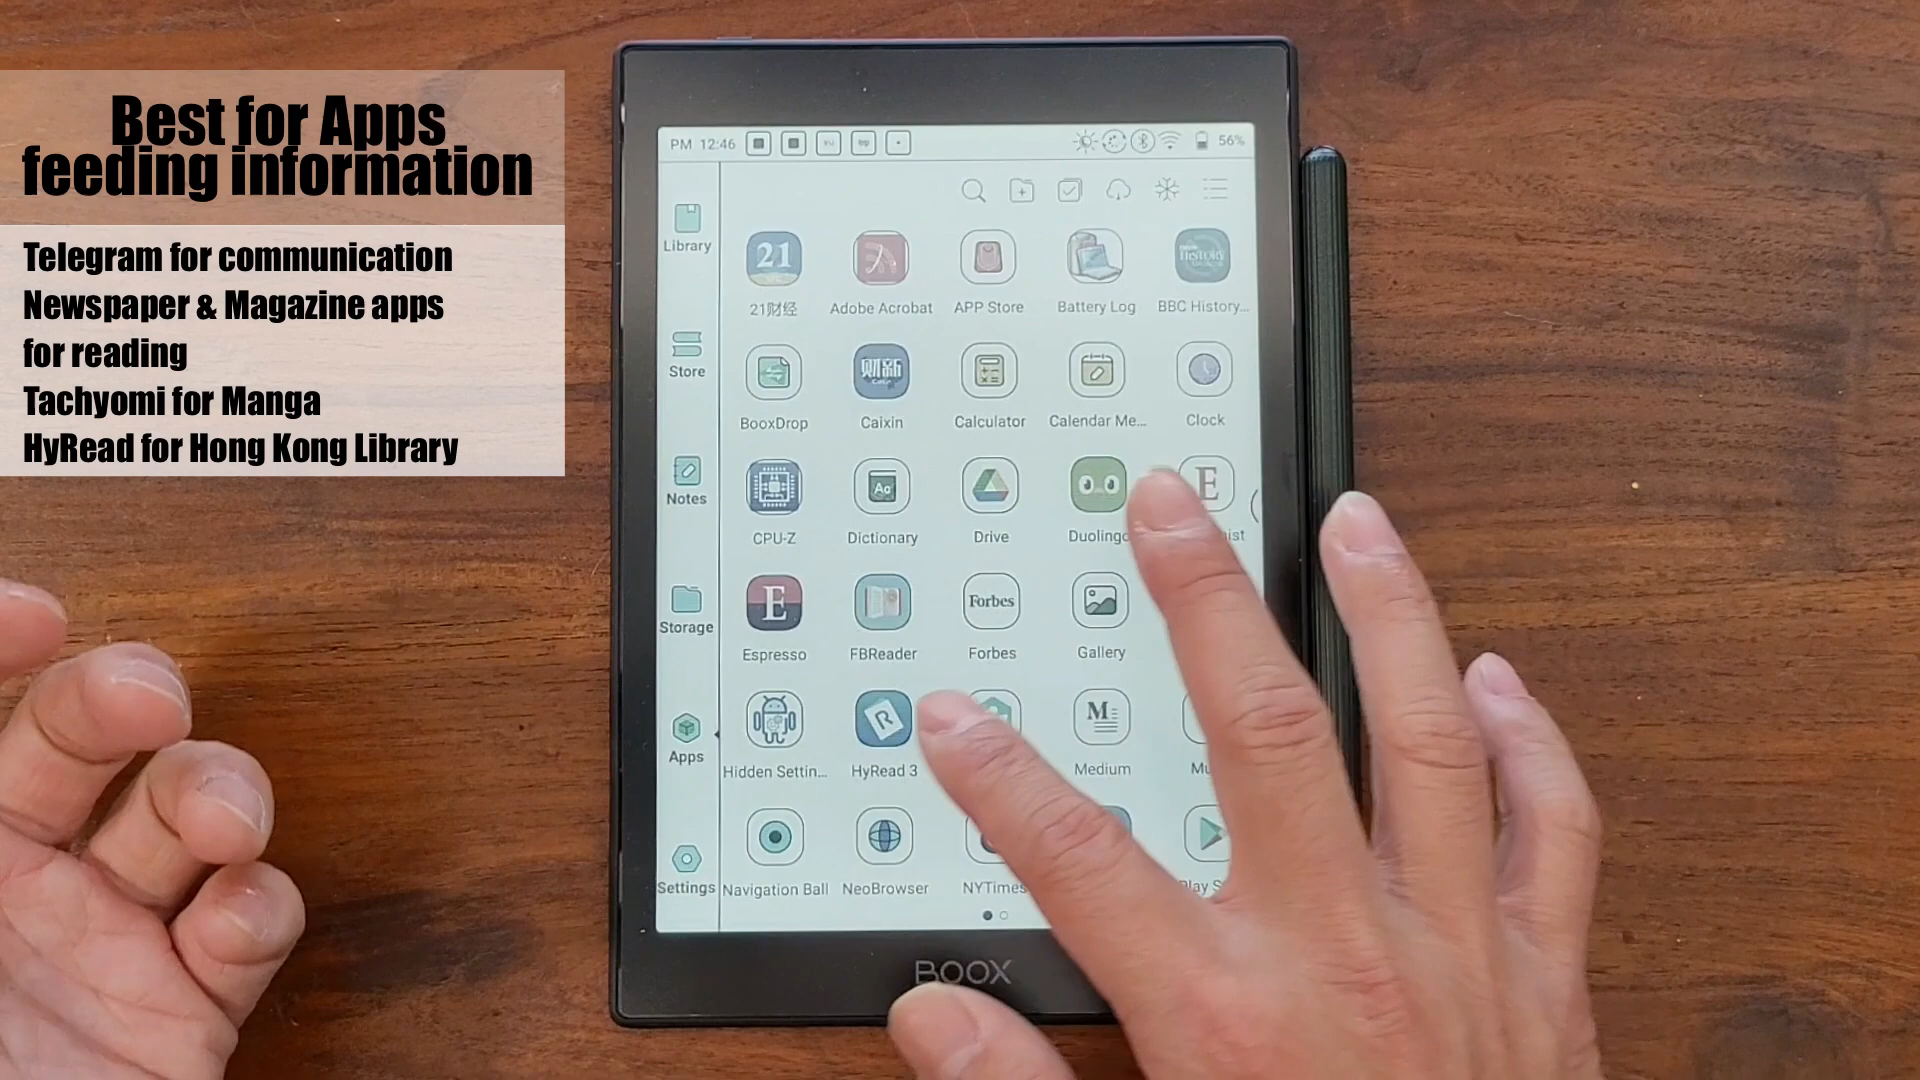 Best for Apps
feeding information
Telegram for communication
Newspaper & Magazine apps
for reading
Tachyomi for Manga
HyRead for Hong Kong Library
PM 12:46 56%
Library
Store
Notes
Storage
Apps
Settings
21
21财经 Adobe Acrobat APP Store Battery Log BBC History...
HISTORY
财新
BooxDrop Caixin Calculator Calendar Me... Clock
Aa E
CPU-Z Dictionary Drive Duolingo
E Forbes
Espresso FBReader Forbes Gallery
R M
Hidden Settin... HyRead 3 Medium Mu
Navigation Ball NeoBrowser NYTimes Play S
BOOX